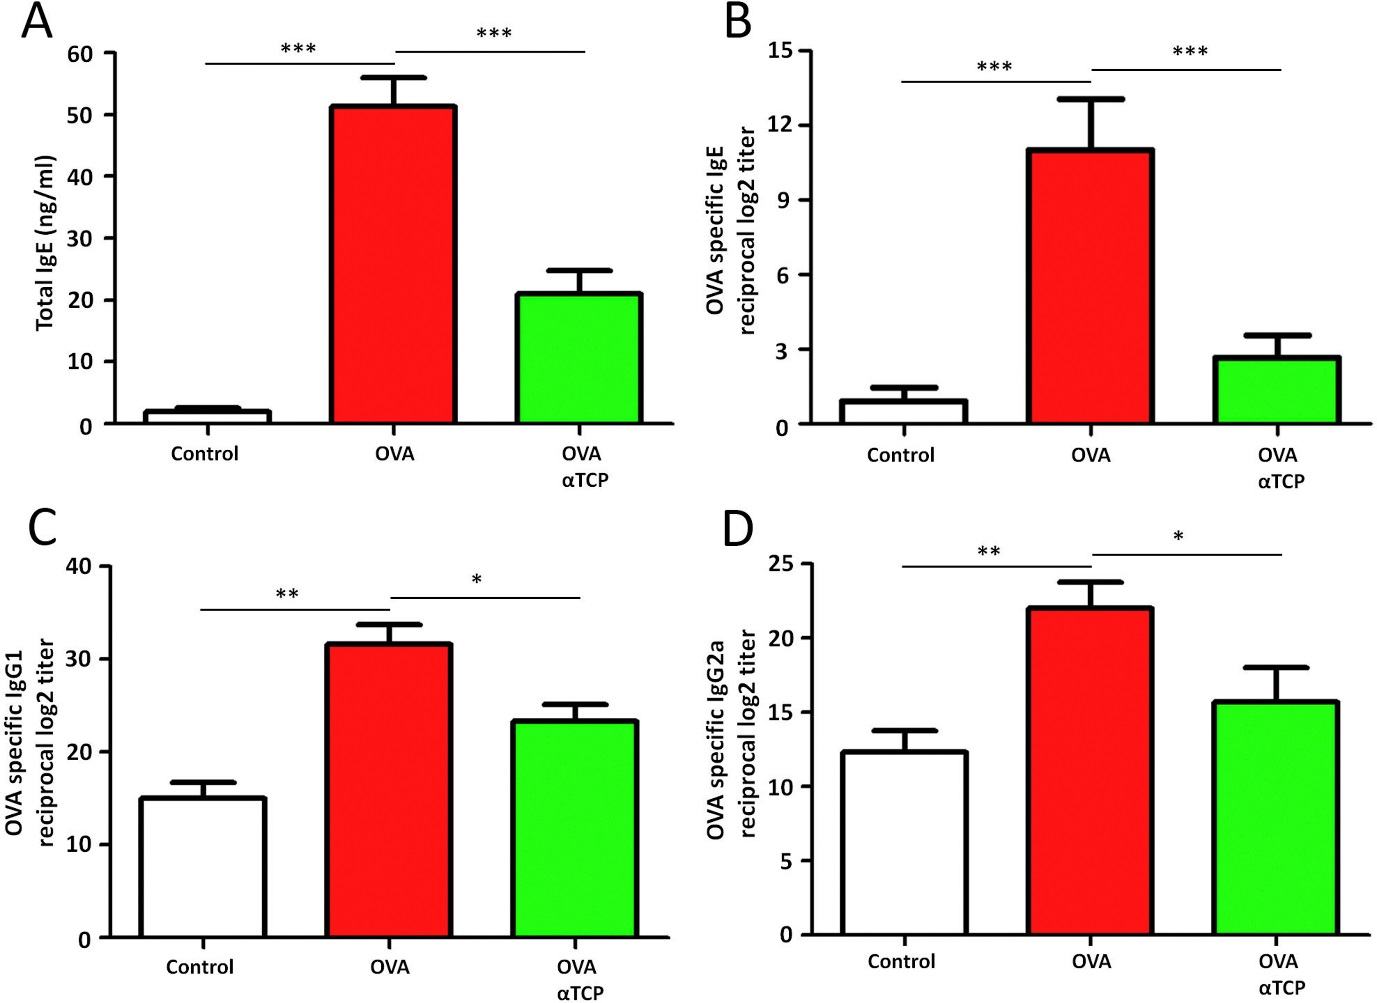 A
Total IgE (ng/ml)
60
50
40
30
20
10
0
***
***
Control
OVA
OVA
αTCP
B
OVA specific IgE
reciprocal log2 titer
15
12
9
6
3
0
***
***
Control
OVA
OVA
αTCP
C
OVA specific IgG1
reciprocal log2 titer
40
30
20
10
0
**
*
Control
OVA
OVA
αTCP
D
OVA specific IgG2a
reciprocal log2 titer
25
20
15
10
5
0
**
*
Control
OVA
OVA
αTCP